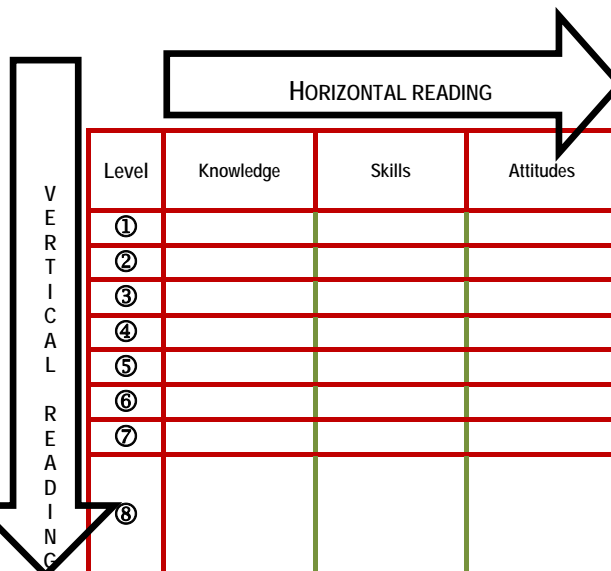 HORIZONTAL READING
VERTICAL READING
Level Knowledge Skills Attitudes
①
②
③
④
⑤
⑥
⑦
⑧